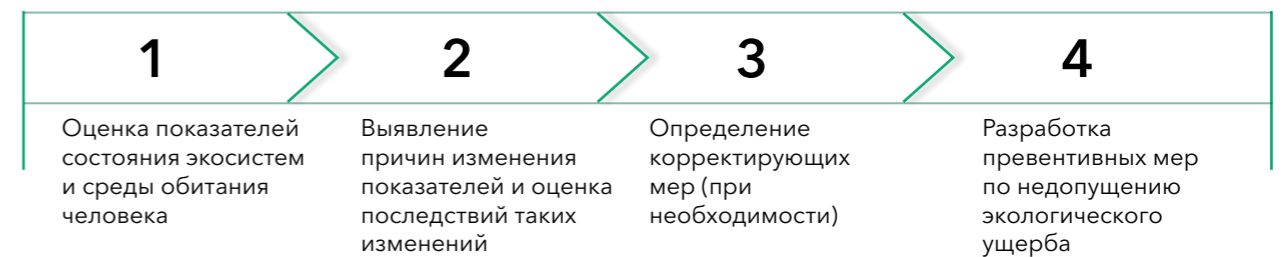 1
Оценка показателей
состояния экосистем
и среды обитания
человека
2
Выявление
причин изменения
показателей и оценка
последствий таких
изменений
3
Определение
корректирующих
мер (при
необходимости)
4
Разработка
превентивных мер
по недопущению
экологического
ущерба